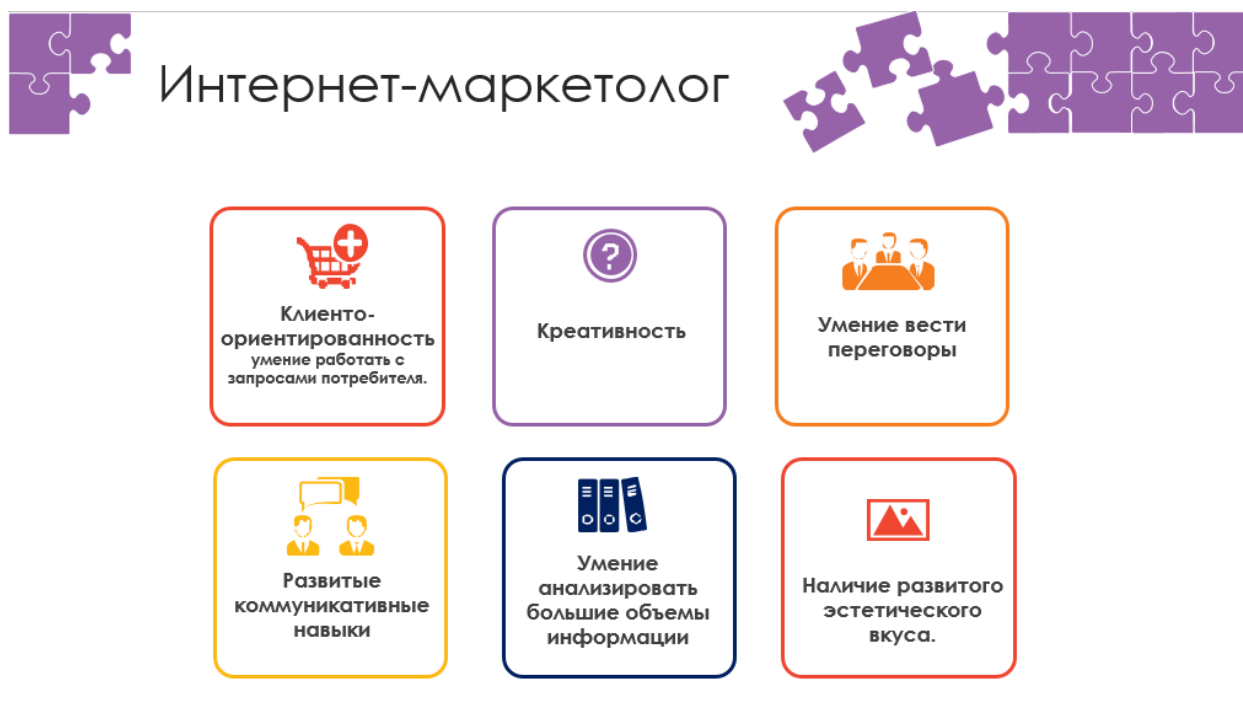 Интернет-маркетолог
Клиенто-
ориентированность
умение работать с
запросами потребителя.
Креативность
Умение вести
переговоры
Развитые
коммуникативные
навыки
Умение
анализировать
большие объемы
информации
Наличие развитого
эстетического
вкуса.